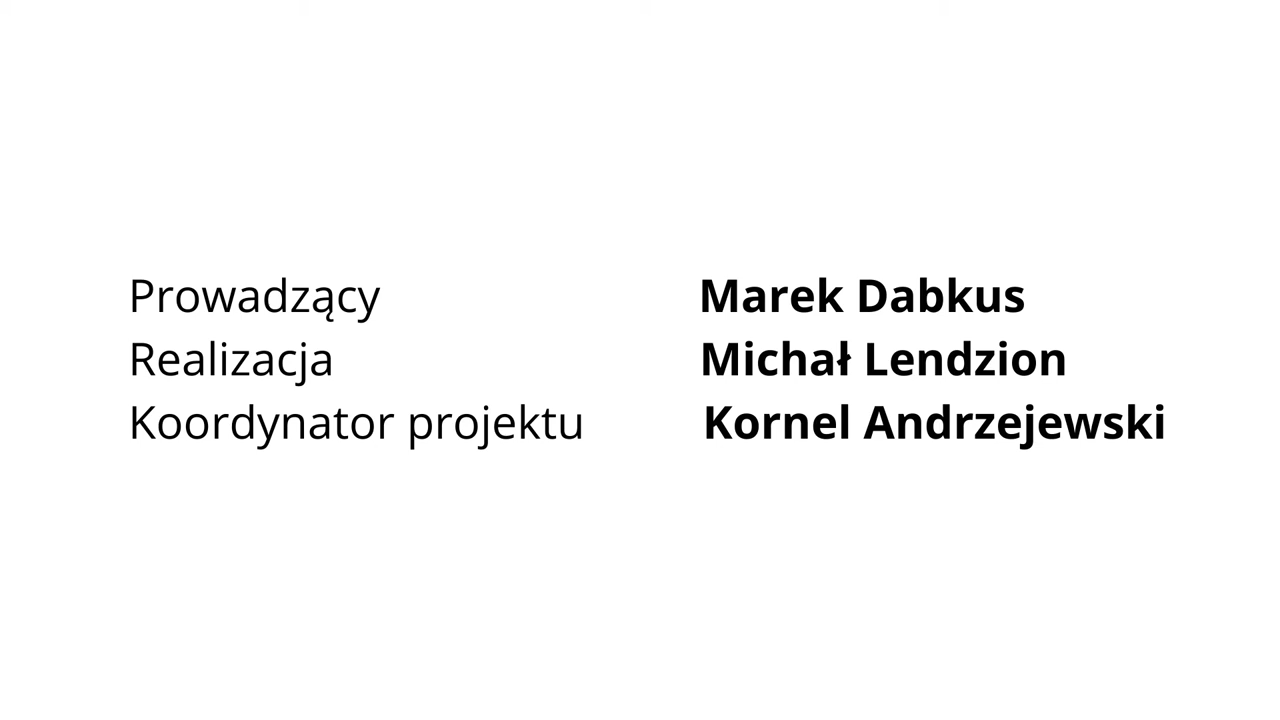 Prowadzący Marek Dabkus
Realizacja Michał Lendzion
Koordynator projektu Kornel Andrzejewski